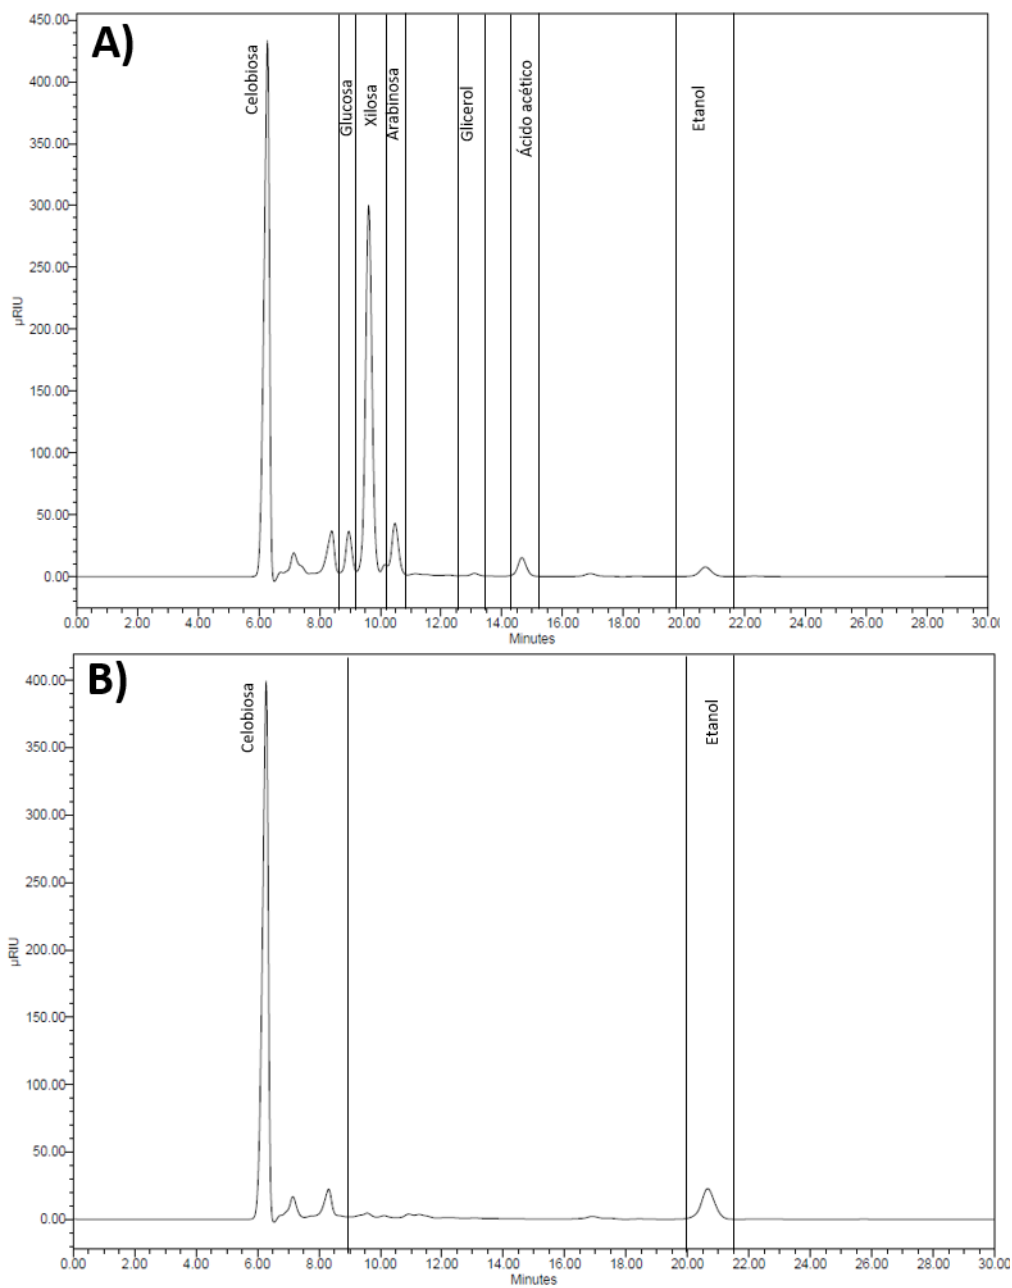 A)
450.00
400.00
350.00
300.00
250.00
200.00
150.00
100.00
50.00
0.00
µRIU
Celobiosa
Glucosa
Xilosa
Arabinosa
Glicerol
Ácido acético
Etanol
0.00 2.00 4.00 6.00 8.00 10.00 12.00 14.00 16.00 18.00 20.00 22.00 24.00 26.00 28.00 30.00
Minutes
B)
400.00
350.00
300.00
250.00
200.00
150.00
100.00
50.00
0.00
µRIU
Celobiosa
Etanol
0.00 2.00 4.00 6.00 8.00 10.00 12.00 14.00 16.00 18.00 20.00 22.00 24.00 26.00 28.00 30.00
Minutes